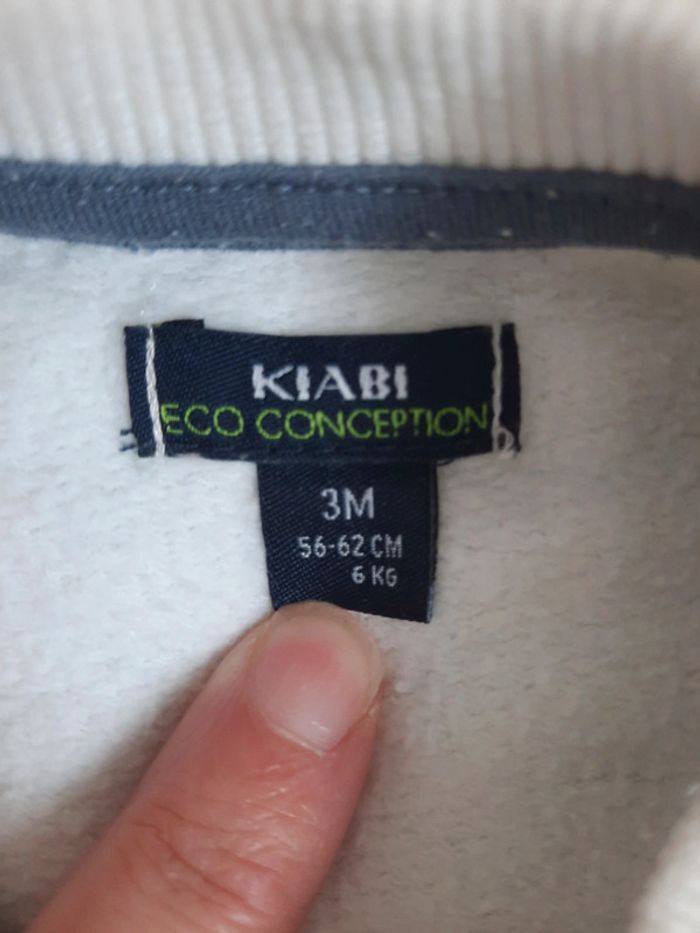 KIABI
ECO CONCEPTION
3M
56-62 CM
6 KG